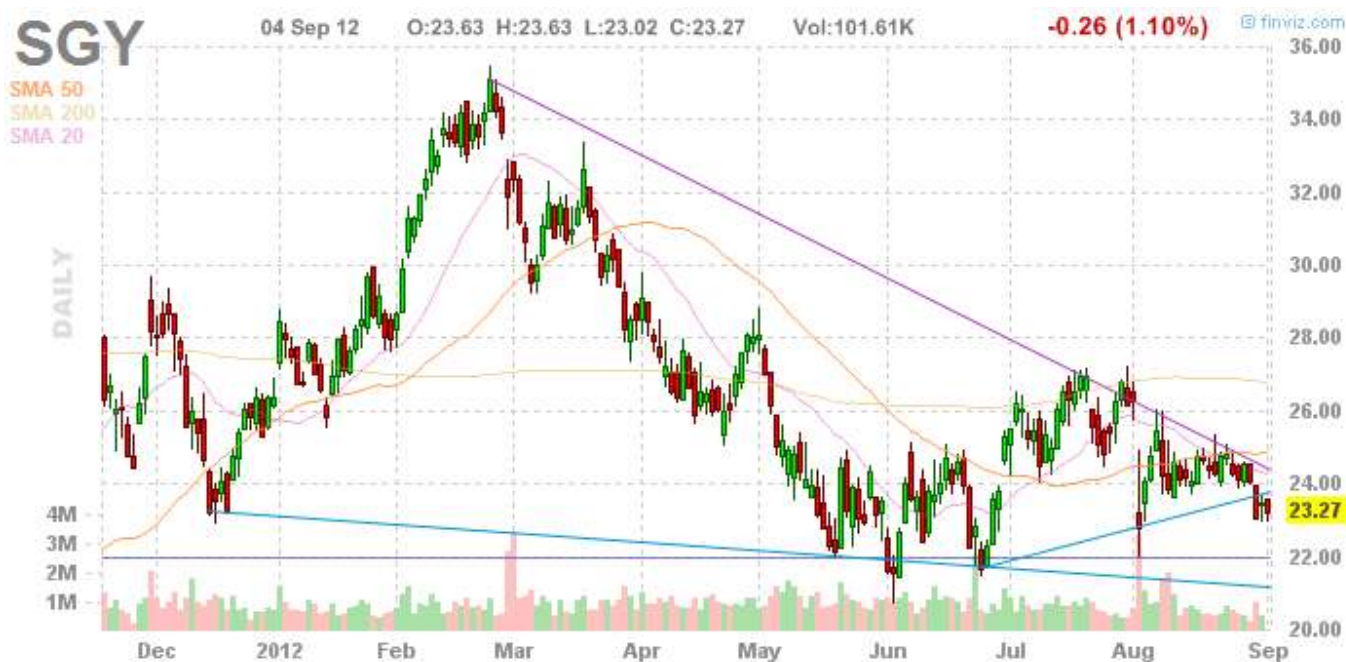 SGY
04 Sep 12 O:23.63 H:23.63 L:23.02 C:23.27 Vol:101.61K -0.26 (1.10%) © finviz.com
SMA 50
SMA 200
SMA 20
DAILY
36.00
34.00
32.00
30.00
28.00
26.00
24.00
23.27
22.00
20.00
4M
3M
2M
1M
Dec 2012 Feb Mar Apr May Jun Jul Aug Sep